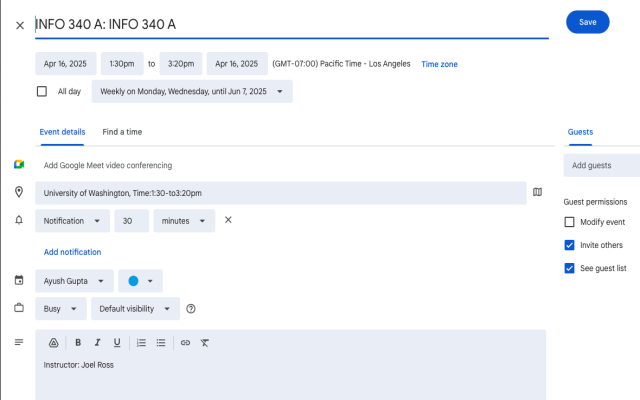 INFO 340 A: INFO 340 A
Save
Apr 16, 2025 1:30pm to 3:20pm Apr 16, 2025 (GMT-07:00) Pacific Time - Los Angeles Time zone
All day Weekly on Monday, Wednesday, until Jun 7, 2025
Event details Find a time
Guests
Add Google Meet video conferencing
Add guests
University of Washington, Time:1:30-to3:20pm
Guest permissions
Notification 30 minutes
Modify event
Invite others
Add notification
See guest list
Ayush Gupta
Busy Default visibility
B I U
Instructor: Joel Ross